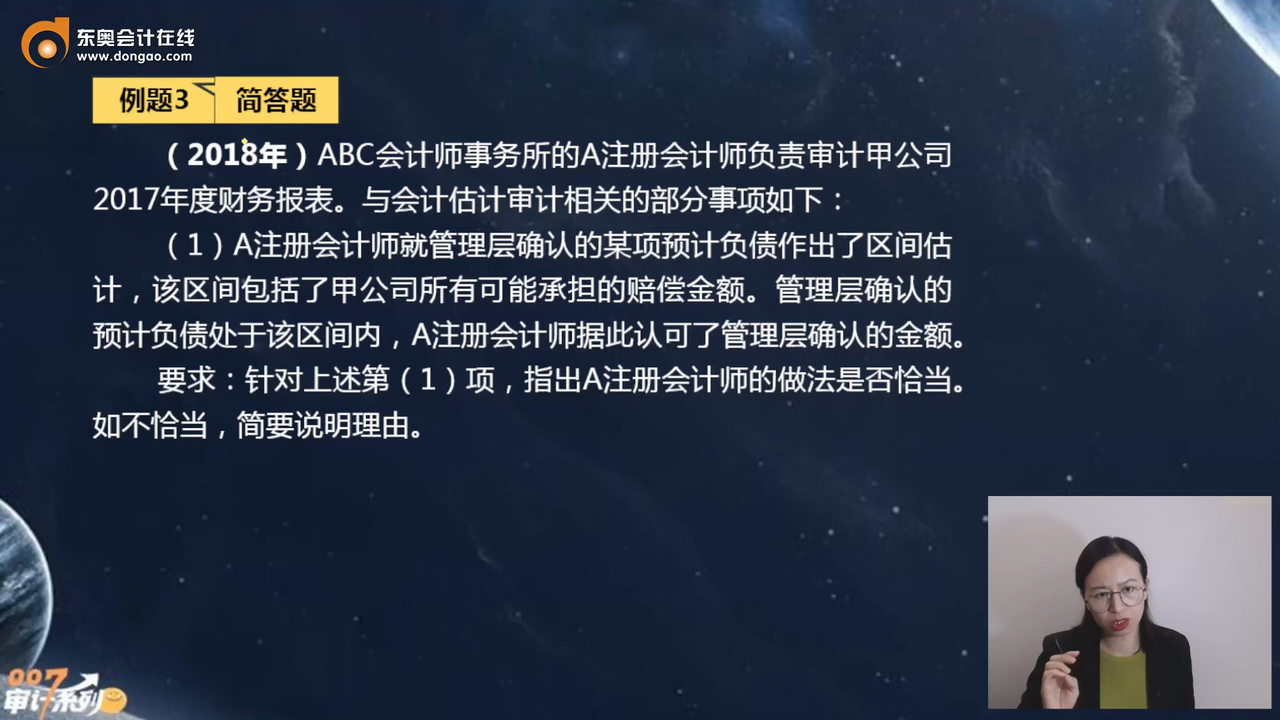 东奥会计在线
www.dongao.com
例题3 简答题
（2018年）ABC会计师事务所的A注册会计师负责审计甲公司
2017年度财务报表。与会计估计审计相关的部分事项如下：
（1）A注册会计师就管理层确认的某项预计负债作出了区间估
计，该区间包括了甲公司所有可能承担的赔偿金额。管理层确认的
预计负债处于该区间内，A注册会计师据此认可了管理层确认的金额。
要求：针对上述第（1）项，指出A注册会计师的做法是否恰当。
如不恰当，简要说明理由。
007
审计系列